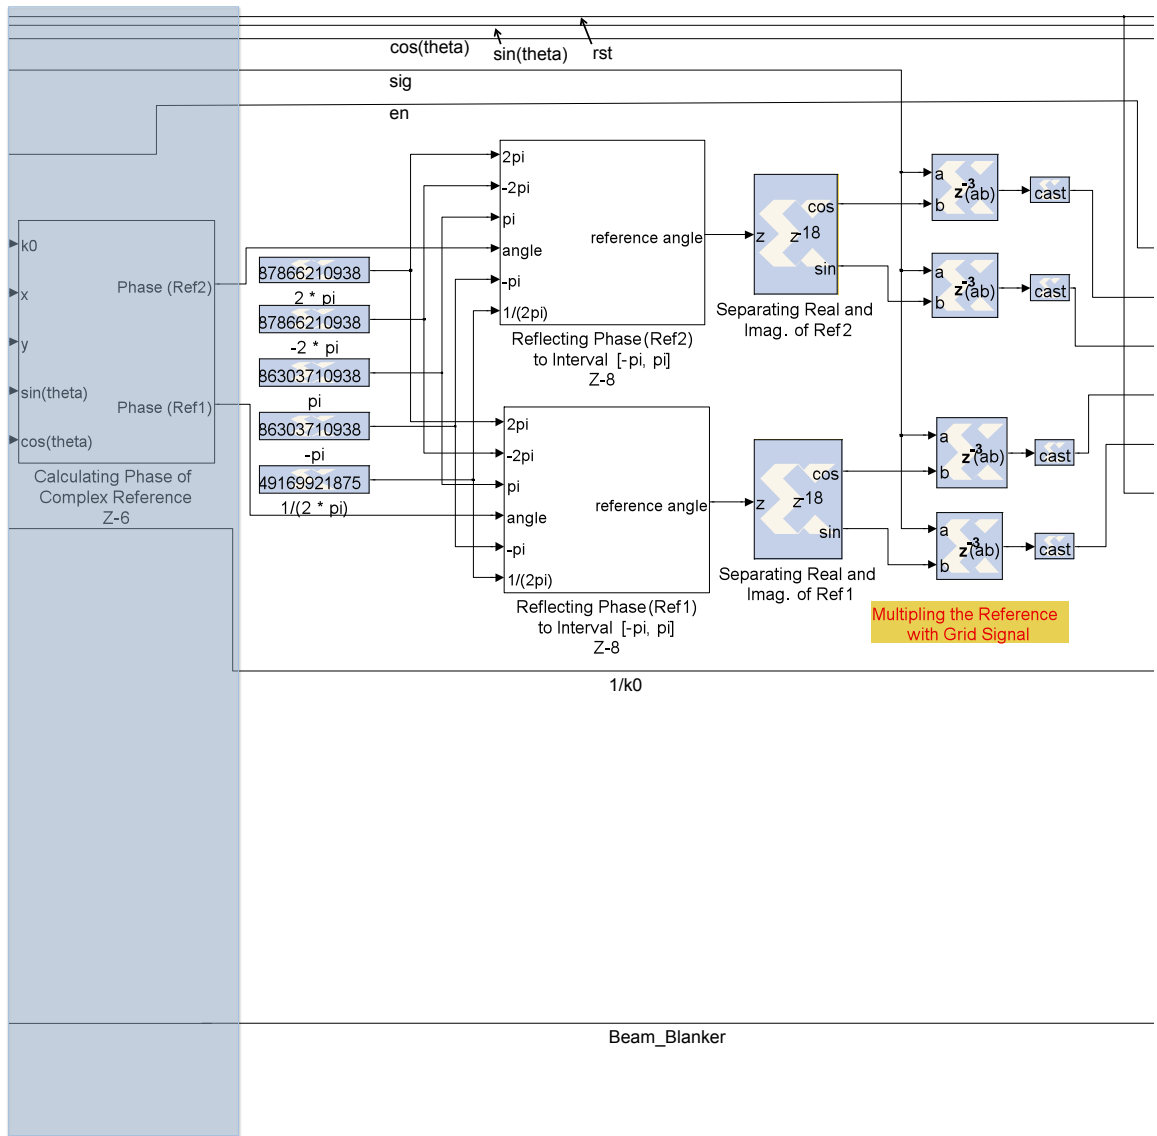 cos(theta)
sin(theta)
rst
sig
en
k0
x
y
sin(theta)
cos(theta)
Phase (Ref2)
Phase (Ref1)
Calculating Phase of
Complex Reference
Z-6
87866210938
2 * pi
87866210938
-2 * pi
86303710938
pi
86303710938
-pi
49169921875
1/(2 * pi)
2pi
-2pi
pi
angle
-pi
1/(2pi)
reference angle
Reflecting Phase(Ref2)
to Interval [-pi, pi]
Z-8
z
z-18
cos
sin
Separating Real and
Imag. of Ref2
a
b
z-3(ab)
cast
a
b
z-3(ab)
cast
2pi
-2pi
pi
angle
-pi
1/(2pi)
reference angle
Reflecting Phase(Ref1)
to Interval [-pi, pi]
Z-8
z
z-18
cos
sin
Separating Real and
Imag. of Ref1
a
b
z-3(ab)
cast
a
b
z-3(ab)
cast
Multipling the Reference
with Grid Signal
1/k0
Beam_Blanker